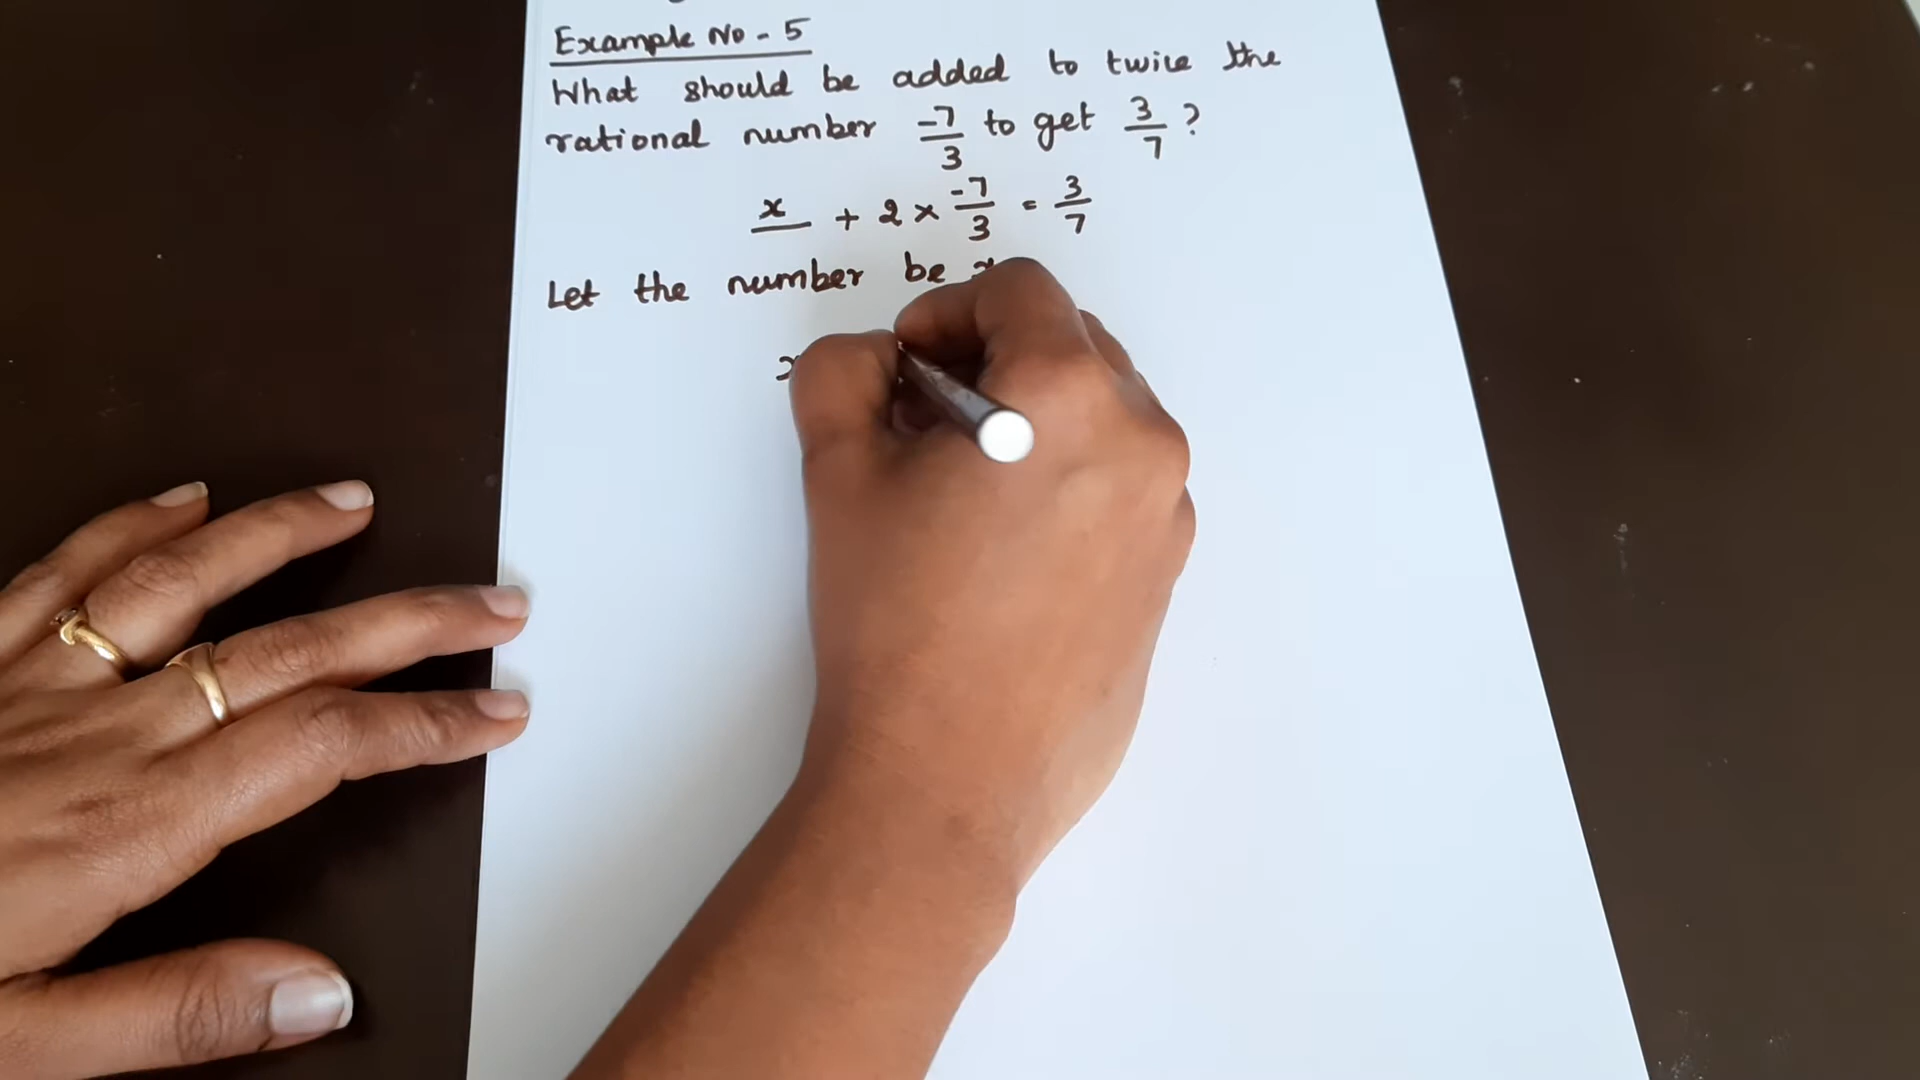 Example No - 5
What should be added to twice the
rational number -7/3 to get 3/7 ?
x + 2 × -7/3 = 3/7
Let the number be x
x